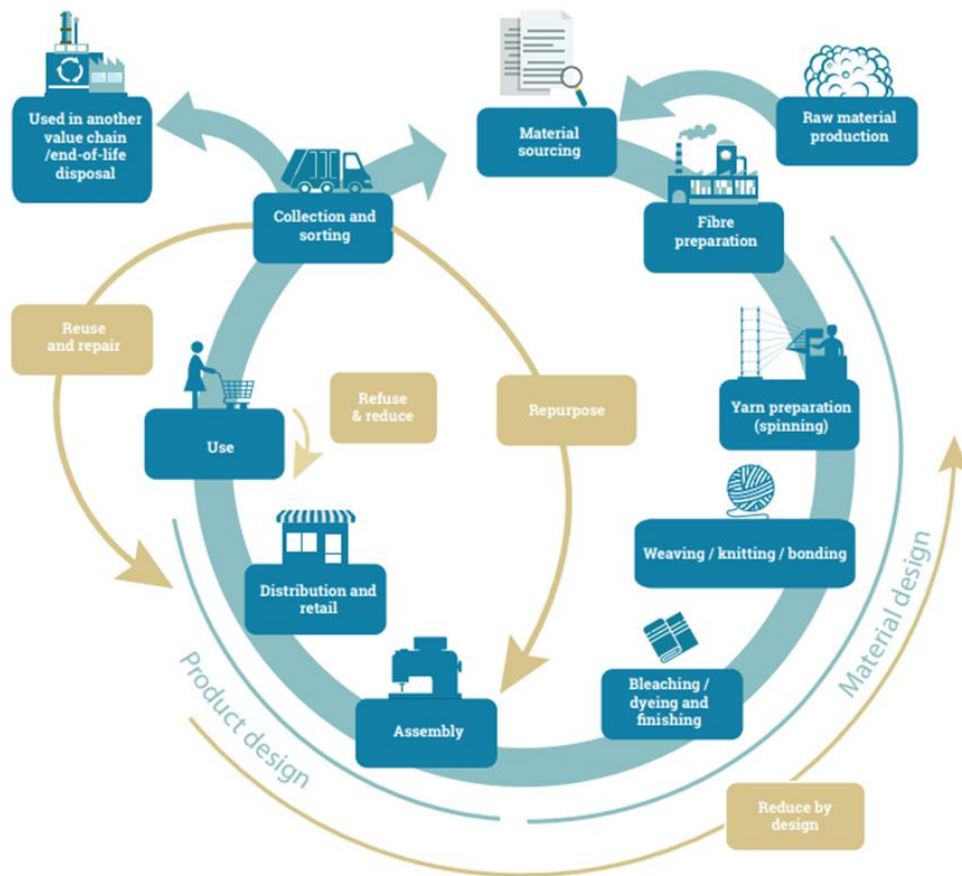 Used in another
value chain
/end-of-life
disposal
Material
sourcing
Raw material
production
Collection and
sorting
Fibre
preparation
Reuse
and repair
Refuse
& reduce
Repurpose
Yarn preparation
(spinning)
Use
Weaving / knitting / bonding
Distribution and
retail
Bleaching /
dyeing and
finishing
Assembly
Product design
Material design
Reduce by
design